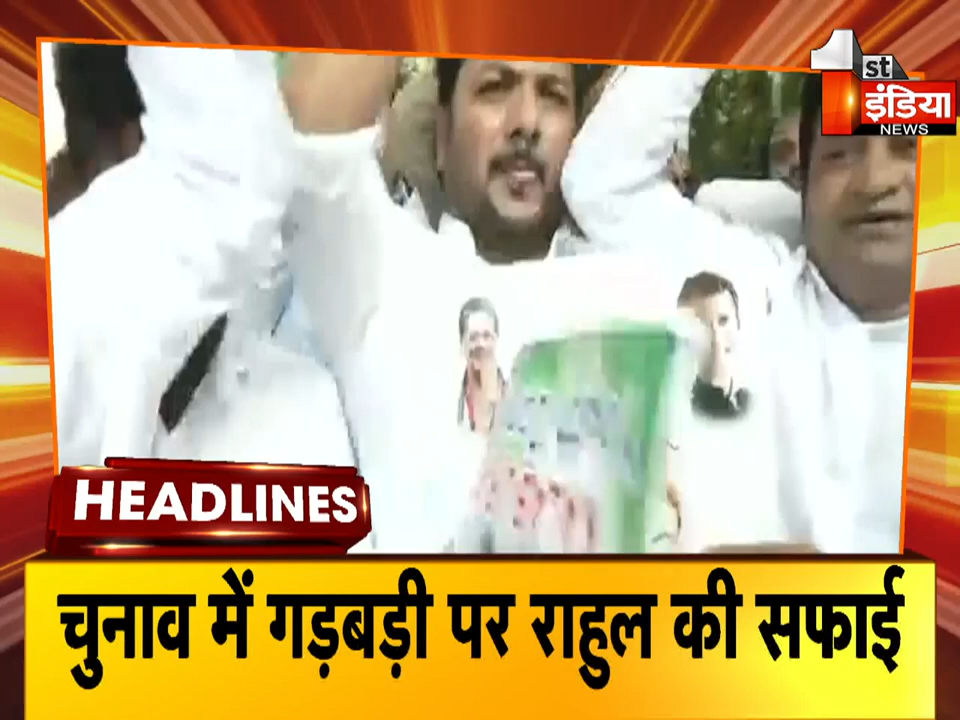 1st
इंडिया
NEWS
HEADLINES
चुनाव में गड़बड़ी पर राहुल की सफाई